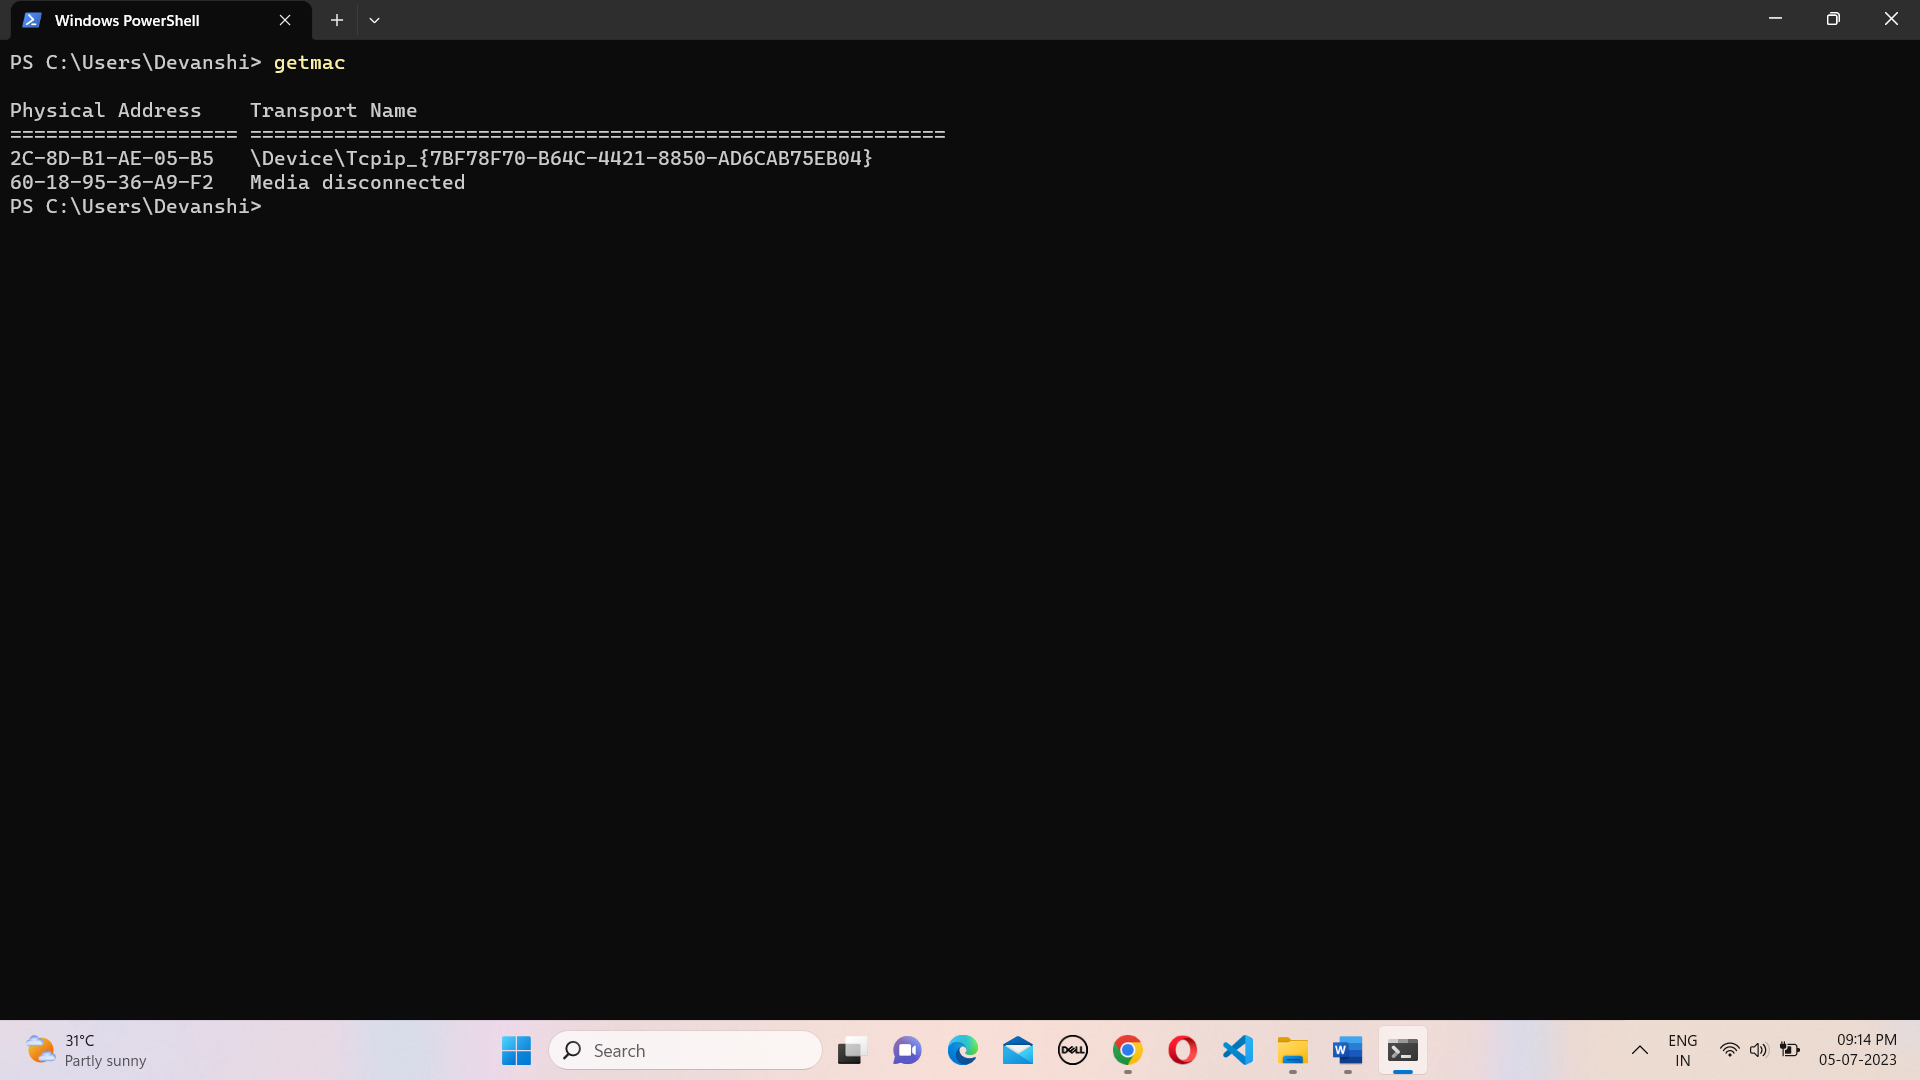 Windows PowerShell
PS C:\Users\Devanshi> getmac
Physical Address    Transport Name
=================== ==========================================================
2C-8D-B1-AE-05-B5   \Device\Tcpip_{7BF78F70-B64C-4421-8850-AD6CAB75EB04}
60-18-95-36-A9-F2   Media disconnected
PS C:\Users\Devanshi>
31°C
Partly sunny
Search
DELL
W
ENG
IN
09:14 PM
05-07-2023